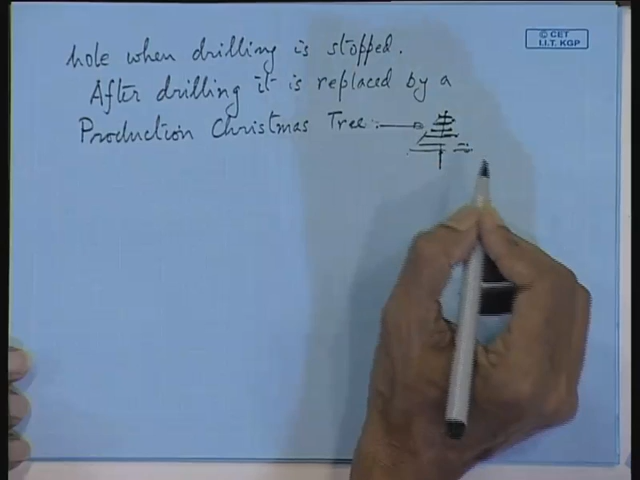 © CET
I.I.T. KGP
hole when drilling is stopped.
After drilling it is replaced by a
Production Christmas Tree :